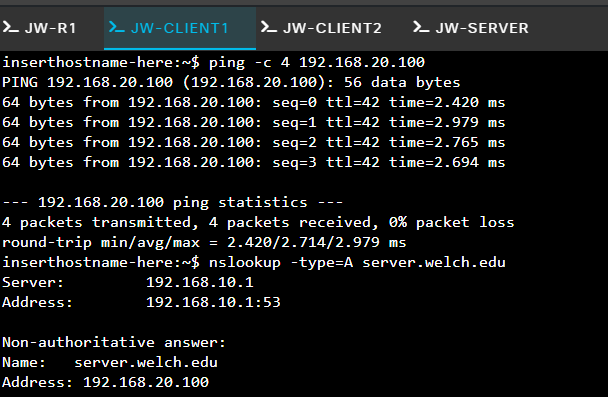 JW-R1 JW-CLIENT1 JW-CLIENT2 JW-SERVER
inserthostname-here:~$ ping -c 4 192.168.20.100
PING 192.168.20.100 (192.168.20.100): 56 data bytes
64 bytes from 192.168.20.100: seq=0 ttl=42 time=2.420 ms
64 bytes from 192.168.20.100: seq=1 ttl=42 time=2.979 ms
64 bytes from 192.168.20.100: seq=2 ttl=42 time=2.765 ms
64 bytes from 192.168.20.100: seq=3 ttl=42 time=2.694 ms

--- 192.168.20.100 ping statistics ---
4 packets transmitted, 4 packets received, 0% packet loss
round-trip min/avg/max = 2.420/2.714/2.979 ms
inserthostname-here:~$ nslookup -type=A server.welch.edu
Server:         192.168.10.1
Address:        192.168.10.1:53

Non-authoritative answer:
Name:   server.welch.edu
Address: 192.168.20.100